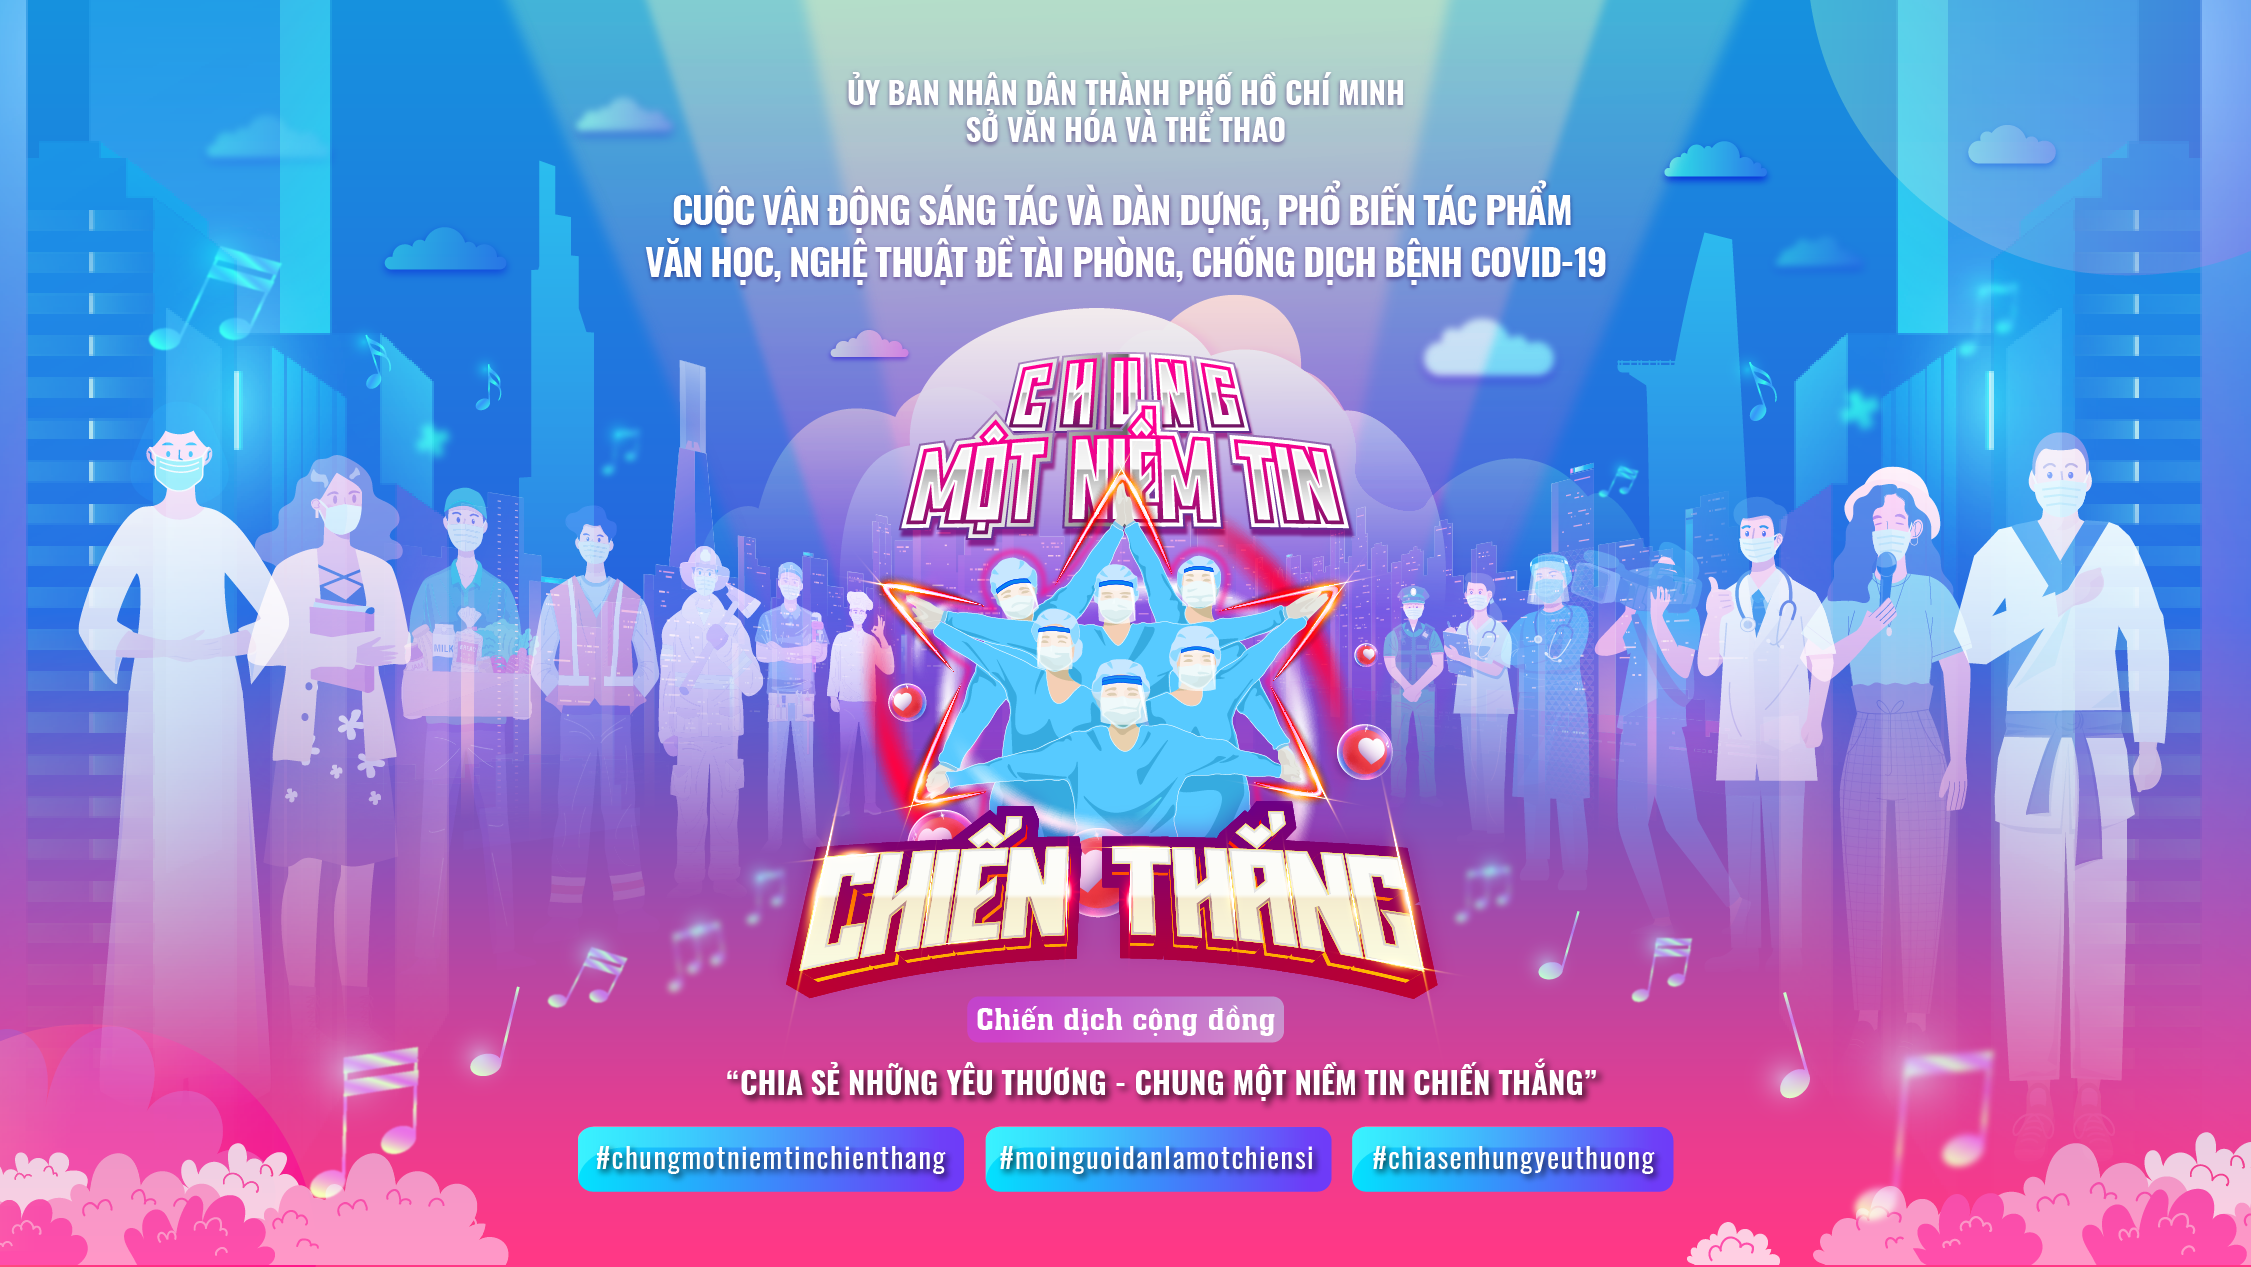 ỦY BAN NHÂN DÂN THÀNH PHỐ HỒ CHÍ MINH
SỞ VĂN HÓA VÀ THỂ THAO
CUỘC VẬN ĐỘNG SÁNG TÁC VÀ DÀN DỰNG, PHỔ BIẾN TÁC PHẨM
VĂN HỌC, NGHỆ THUẬT ĐỀ TÀI PHÒNG, CHỐNG DỊCH BỆNH COVID-19
CHUNG
MỘT NIỀM TIN
MILK
CHIẾN THẮNG
Chiến dịch cộng đồng
“CHIA SẺ NHỮNG YÊU THƯƠNG - CHUNG MỘT NIỀM TIN CHIẾN THẮNG”
#chungmotniemtinchienthang #moinguoidanlamotchiensi #chiasenhungyeuthuong